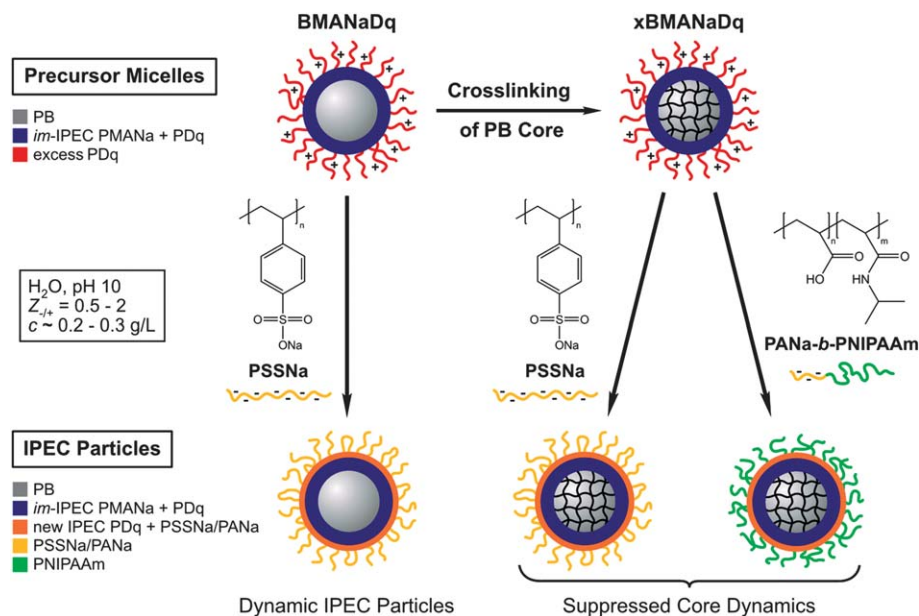 BMANaDq
xBMANaDq
Precursor Micelles
PB
im-IPEC PMANa + PDq
excess PDq
Crosslinking
of PB Core
H2O, pH 10
Z-/+ = 0.5 - 2
c ~ 0.2 - 0.3 g/L
n
O S O
ONa
PSSNa
n
O S O
ONa
PSSNa
n m
HO O O NH
PANa-b-PNIPAAm
IPEC Particles
PB
im-IPEC PMANa + PDq
new IPEC PDq + PSSNa/PANa
PSSNa/PANa
PNIPAAm
Dynamic IPEC Particles
Suppressed Core Dynamics